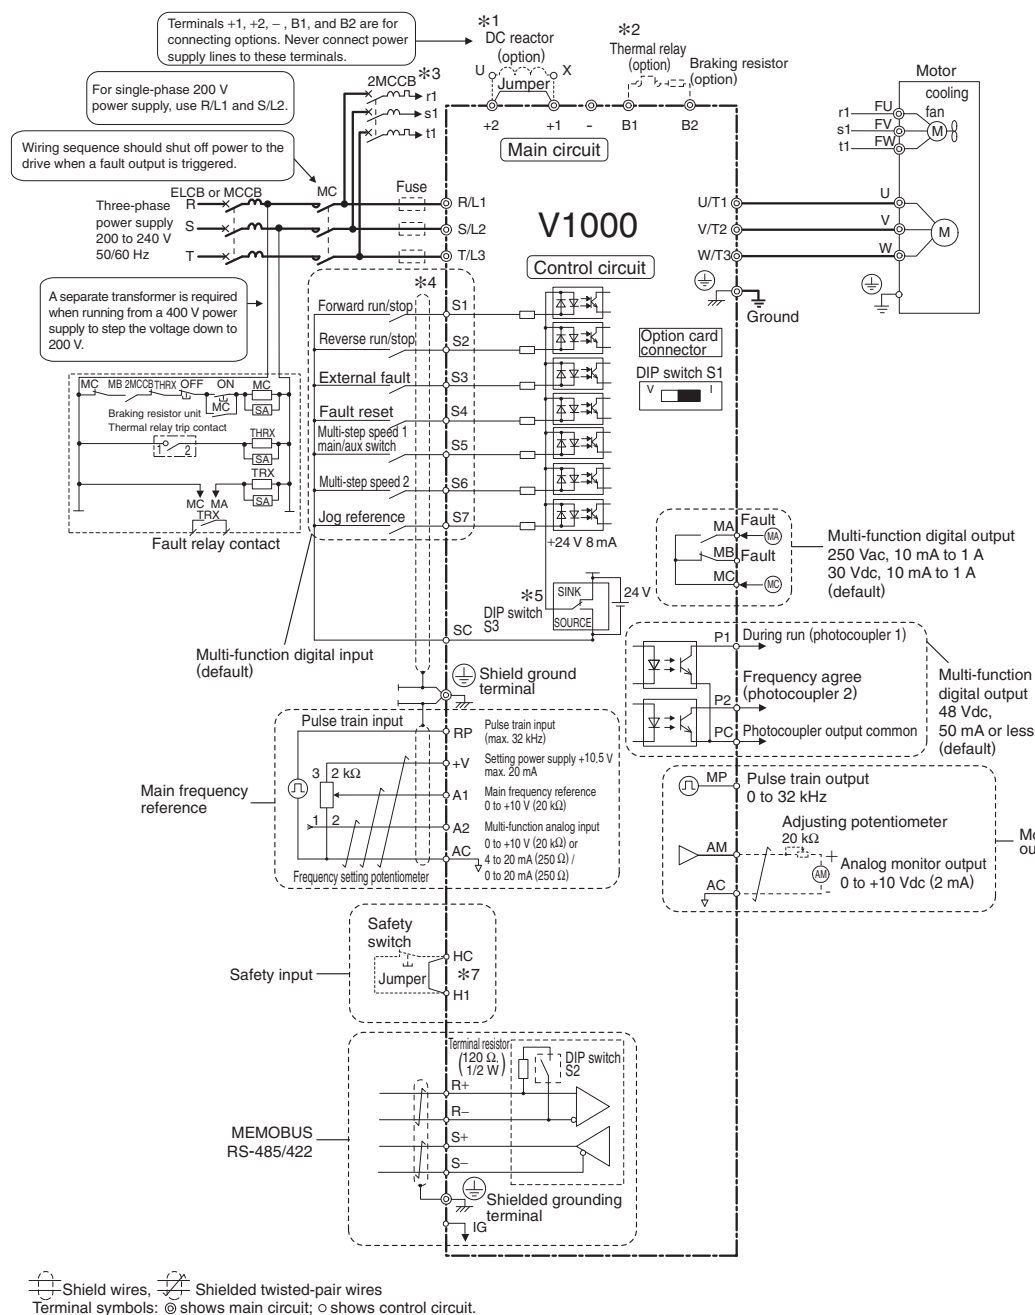 Terminals +1, +2, −, B1, and B2 are for
connecting options. Never connect power
supply lines to these terminals.
*1
DC reactor
(option)
U X
Jumper
*2
Thermal relay
(option)
Braking resistor
(option)
+2 +1 - B1 B2
Main circuit
For single-phase 200 V
power supply, use R/L1 and S/L2.
2MCCB *3
r1
s1
t1
Wiring sequence should shut off power to the
drive when a fault output is triggered.
ELCB or MCCB
MC
Fuse
Three-phase
power supply
200 to 240 V
50/60 Hz
R
S
T
R/L1
S/L2
T/L3
V1000
Control circuit
U/T1
V/T2
W/T3
Ground
Motor
cooling
fan
r1 FU
s1 FV
t1 FW
M
U
V
W
M
A separate transformer is required
when running from a 400 V power
supply to step the voltage down to
200 V.
MC MB 2MCCB THRX OFF ON MC
MC
SA
Braking resistor unit
Thermal relay trip contact
1 2
THRX
SA
TRX
SA
MC MA
TRX
Fault relay contact
*4
Forward run/stop S1
Reverse run/stop S2
External fault S3
Fault reset S4
Multi-step speed 1
main/aux switch S5
Multi-step speed 2 S6
Jog reference S7
SC
Multi-function digital input
(default)
Option card
connector
DIP switch S1
V I
+24 V 8 mA
*5
DIP switch
S3
SINK
SOURCE
24 V
MA Fault
MA
MB Fault
MC
MC
Multi-function digital output
250 Vac, 10 mA to 1 A
30 Vdc, 10 mA to 1 A
(default)
P1 During run (photocoupler 1)
Frequency agree
(photocoupler 2)
P2
PC Photocoupler output common
Multi-function
digital output
48 Vdc,
50 mA or less
(default)
Shield ground
terminal
Main frequency
reference
Pulse train input
RP Pulse train input
(max. 32 kHz)
+V Setting power supply +10.5 V
max. 20 mA
A1 Main frequency reference
0 to +10 V (20 kΩ)
A2 Multi-function analog input
0 to +10 V (20 kΩ) or
4 to 20 mA (250 Ω) /
0 to 20 mA (250 Ω)
AC
3 2 kΩ
1 2
Frequency setting potentiometer
MP Pulse train output
0 to 32 kHz
Adjusting potentiometer
20 kΩ
AM
+
AM
−
Analog monitor output
0 to +10 Vdc (2 mA)
AC
Safety input
Safety
switch
Jumper
HC
*7
H1
MEMOBUS
RS-485/422
Terminal resistor
(120 Ω,
1/2 W)
DIP switch
S2
R+
R−
S+
S−
Shielded grounding
terminal
IG
Shield wires, Shielded twisted-pair wires
Terminal symbols: ◎ shows main circuit; ○ shows control circuit.